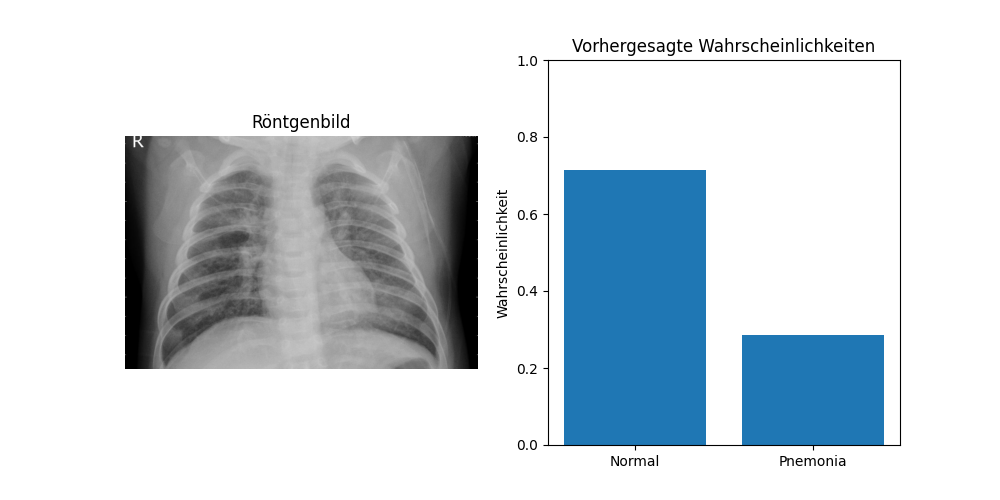 Röntgenbild
R
Vorhergesagte Wahrscheinlichkeiten
Wahrscheinlichkeit
1.0
0.8
0.6
0.4
0.2
0.0
Normal
Pnemonia